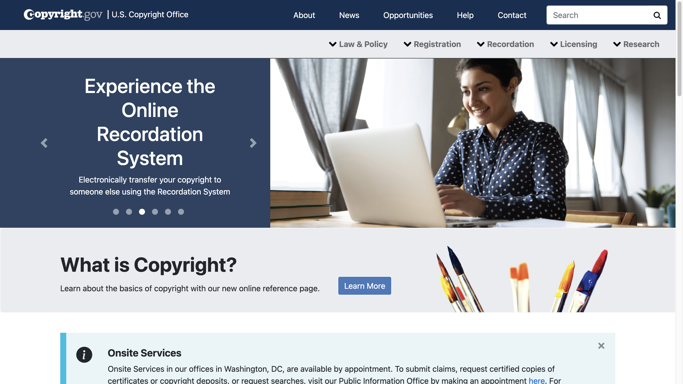 Copyright.gov | U.S. Copyright Office
About News Opportunities Help Contact Search
Law & Policy Registration Recordation Licensing Research
Experience the
Online
Recordation
System
Electronically transfer your copyright to
someone else using the Recordation System
What is Copyright?
Learn about the basics of copyright with our new online reference page.
Learn More
Onsite Services
Onsite Services in our offices in Washington, DC, are available by appointment. To submit claims, request certified copies of
certificates or copyright deposits, or request searches, visit our Public Information Office by making an appointment here. For